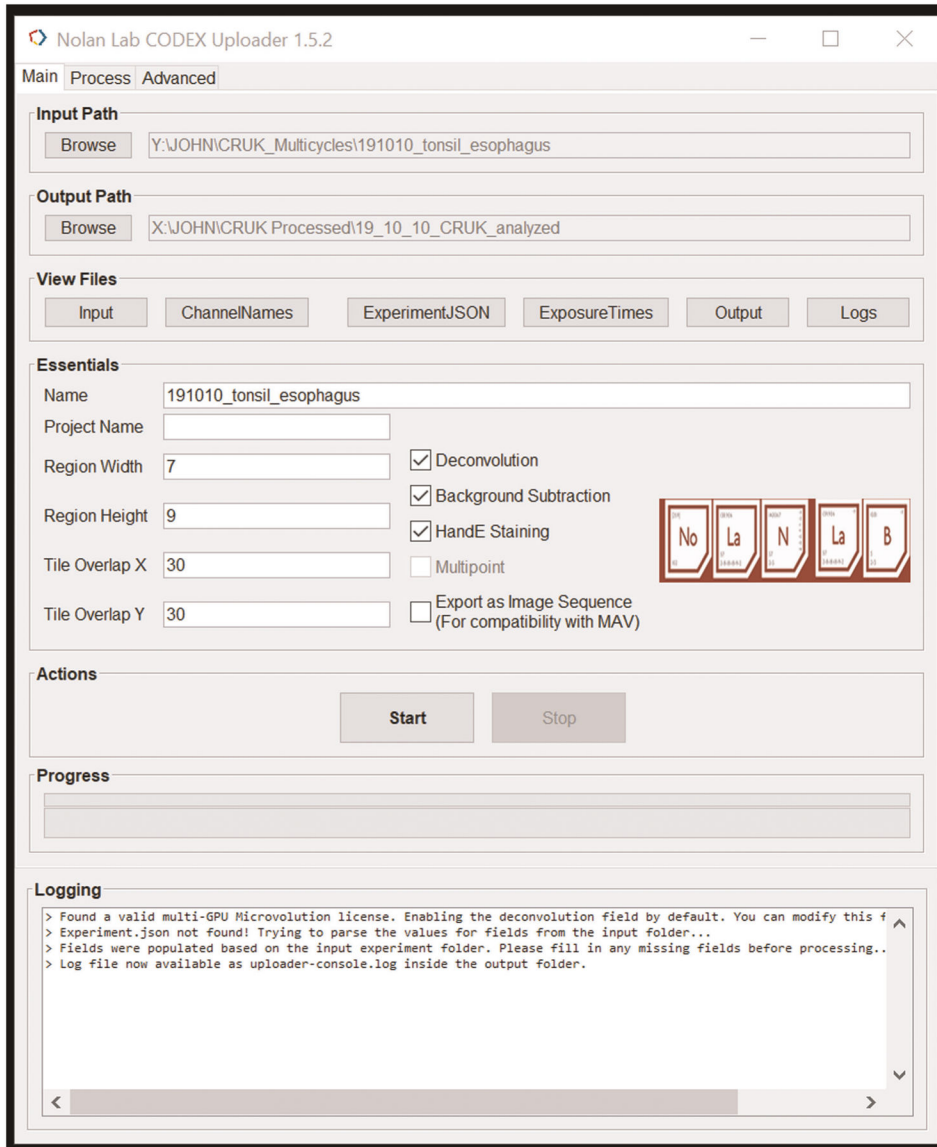 Nolan Lab CODEX Uploader 1.5.2
Main Process Advanced
Input Path
Browse Y:\JOHN\CRUK_Multicycles\191010_tonsil_esophagus
Output Path
Browse X:\JOHN\CRUK Processed\19_10_10_CRUK_analyzed
View Files
Input ChannelNames ExperimentJSON ExposureTimes Output Logs
Essentials
Name 191010_tonsil_esophagus
Project Name
Region Width 7
Region Height 9
Tile Overlap X 30
Tile Overlap Y 30
Deconvolution
Background Subtraction
HandE Staining
Multipoint
Export as Image Sequence
(For compatibility with MAV)
No La N La B
Actions
Start Stop
Progress
Logging
> Found a valid multi-GPU Microvolution license. Enabling the deconvolution field by default. You can modify this f
> Experiment.json not found! Trying to parse the values for fields from the input folder...
> Fields were populated based on the input experiment folder. Please fill in any missing fields before processing..
> Log file now available as uploader-console.log inside the output folder.